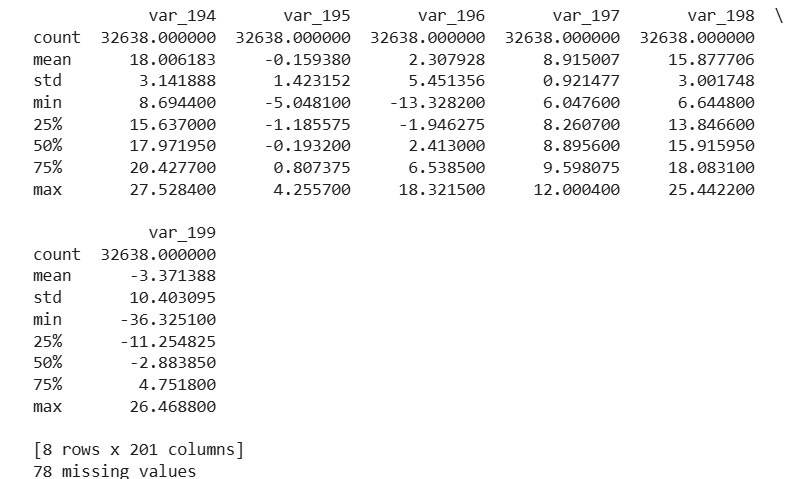 var_194 var_195 var_196 var_197 var_198 \
count 32638.000000 32638.000000 32638.000000 32638.000000 32638.000000
mean 18.006183 -0.159380 2.307928 8.915007 15.877706
std 3.141888 1.423152 5.451356 0.921477 3.001748
min 8.694400 -5.048100 -13.328200 6.047600 6.644800
25% 15.637000 -1.185575 -1.946275 8.260700 13.846600
50% 17.971950 -0.193200 2.413000 8.895600 15.915950
75% 20.427700 0.807375 6.538500 9.598075 18.083100
max 27.528400 4.255700 18.321500 12.000400 25.442200
var_199
count 32638.000000
mean -3.371388
std 10.403095
min -36.325100
25% -11.254825
50% -2.883850
75% 4.751800
max 26.468800
[8 rows x 201 columns]
78 missing values